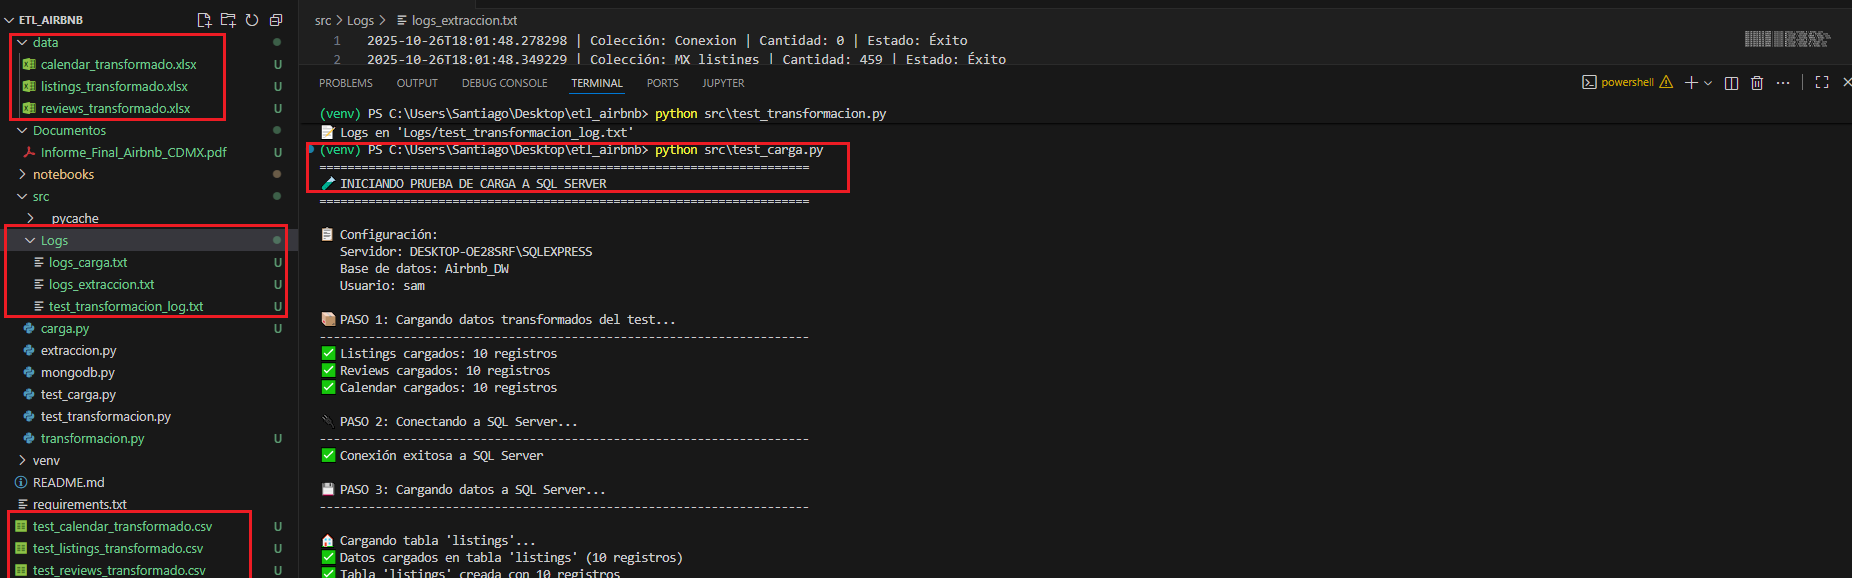 ETL_AIRBNB
data
calendar_transformado.xlsx U
listings_transformado.xlsx U
reviews_transformado.xlsx U
Documentos
Informe_Final_Airbnb_CDMX.pdf U
notebooks
src
pycache
Logs
logs_carga.txt U
logs_extraccion.txt U
test_transformacion_log.txt U
carga.py U
extraccion.py
mongodb.py
test_carga.py
test_transformacion.py
transformacion.py U
venv
README.md
requirements.txt
test_calendar_transformado.csv U
test_listings_transformado.csv U
test_reviews_transformado.csv U
src > Logs > logs_extraccion.txt
1 2025-10-26T18:01:48.278298 | Colección: Conexion | Cantidad: 0 | Estado: Éxito
2 2025-10-26T18:01:48.349229 | Colección: MX listings | Cantidad: 459 | Estado: Éxito
PROBLEMS OUTPUT DEBUG CONSOLE TERMINAL PORTS JUPYTER
powershell
(venv) PS C:\Users\Santiago\Desktop\etl_airbnb> python src\test_transformacion.py
Logs en 'Logs/test_transformacion_log.txt'
(venv) PS C:\Users\Santiago\Desktop\etl_airbnb> python src\test_carga.py
======================================================================
INICIANDO PRUEBA DE CARGA A SQL SERVER
======================================================================
Configuración:
Servidor: DESKTOP-OE28SRF\SQLEXPRESS
Base de datos: Airbnb_DW
Usuario: sam
PASO 1: Cargando datos transformados del test...
----------------------------------------------------------------------
Listings cargados: 10 registros
Reviews cargados: 10 registros
Calendar cargados: 10 registros
PASO 2: Conectando a SQL Server...
----------------------------------------------------------------------
Conexión exitosa a SQL Server
PASO 3: Cargando datos a SQL Server...
----------------------------------------------------------------------
Cargando tabla 'listings'...
Datos cargados en tabla 'listings' (10 registros)
Tabla 'listings' creada con 10 registros